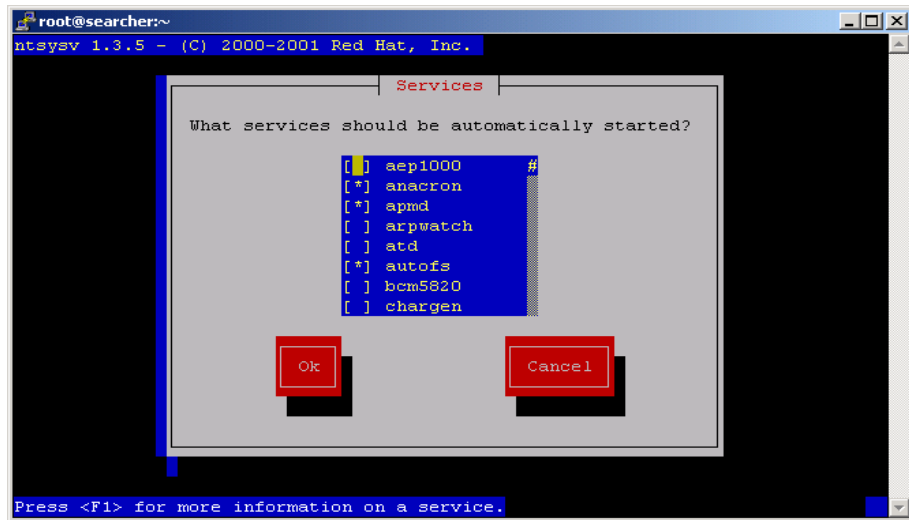 root@searcher:~
ntsysv 1.3.5 - (C) 2000-2001 Red Hat, Inc.
Services
What services should be automatically started?
[ ] aep1000 #
[*] anacron
[*] apmd
[ ] arpwatch
[ ] atd
[*] autofs
[ ] bcm5820
[ ] chargen
Ok Cancel
Press <F1> for more information on a service.